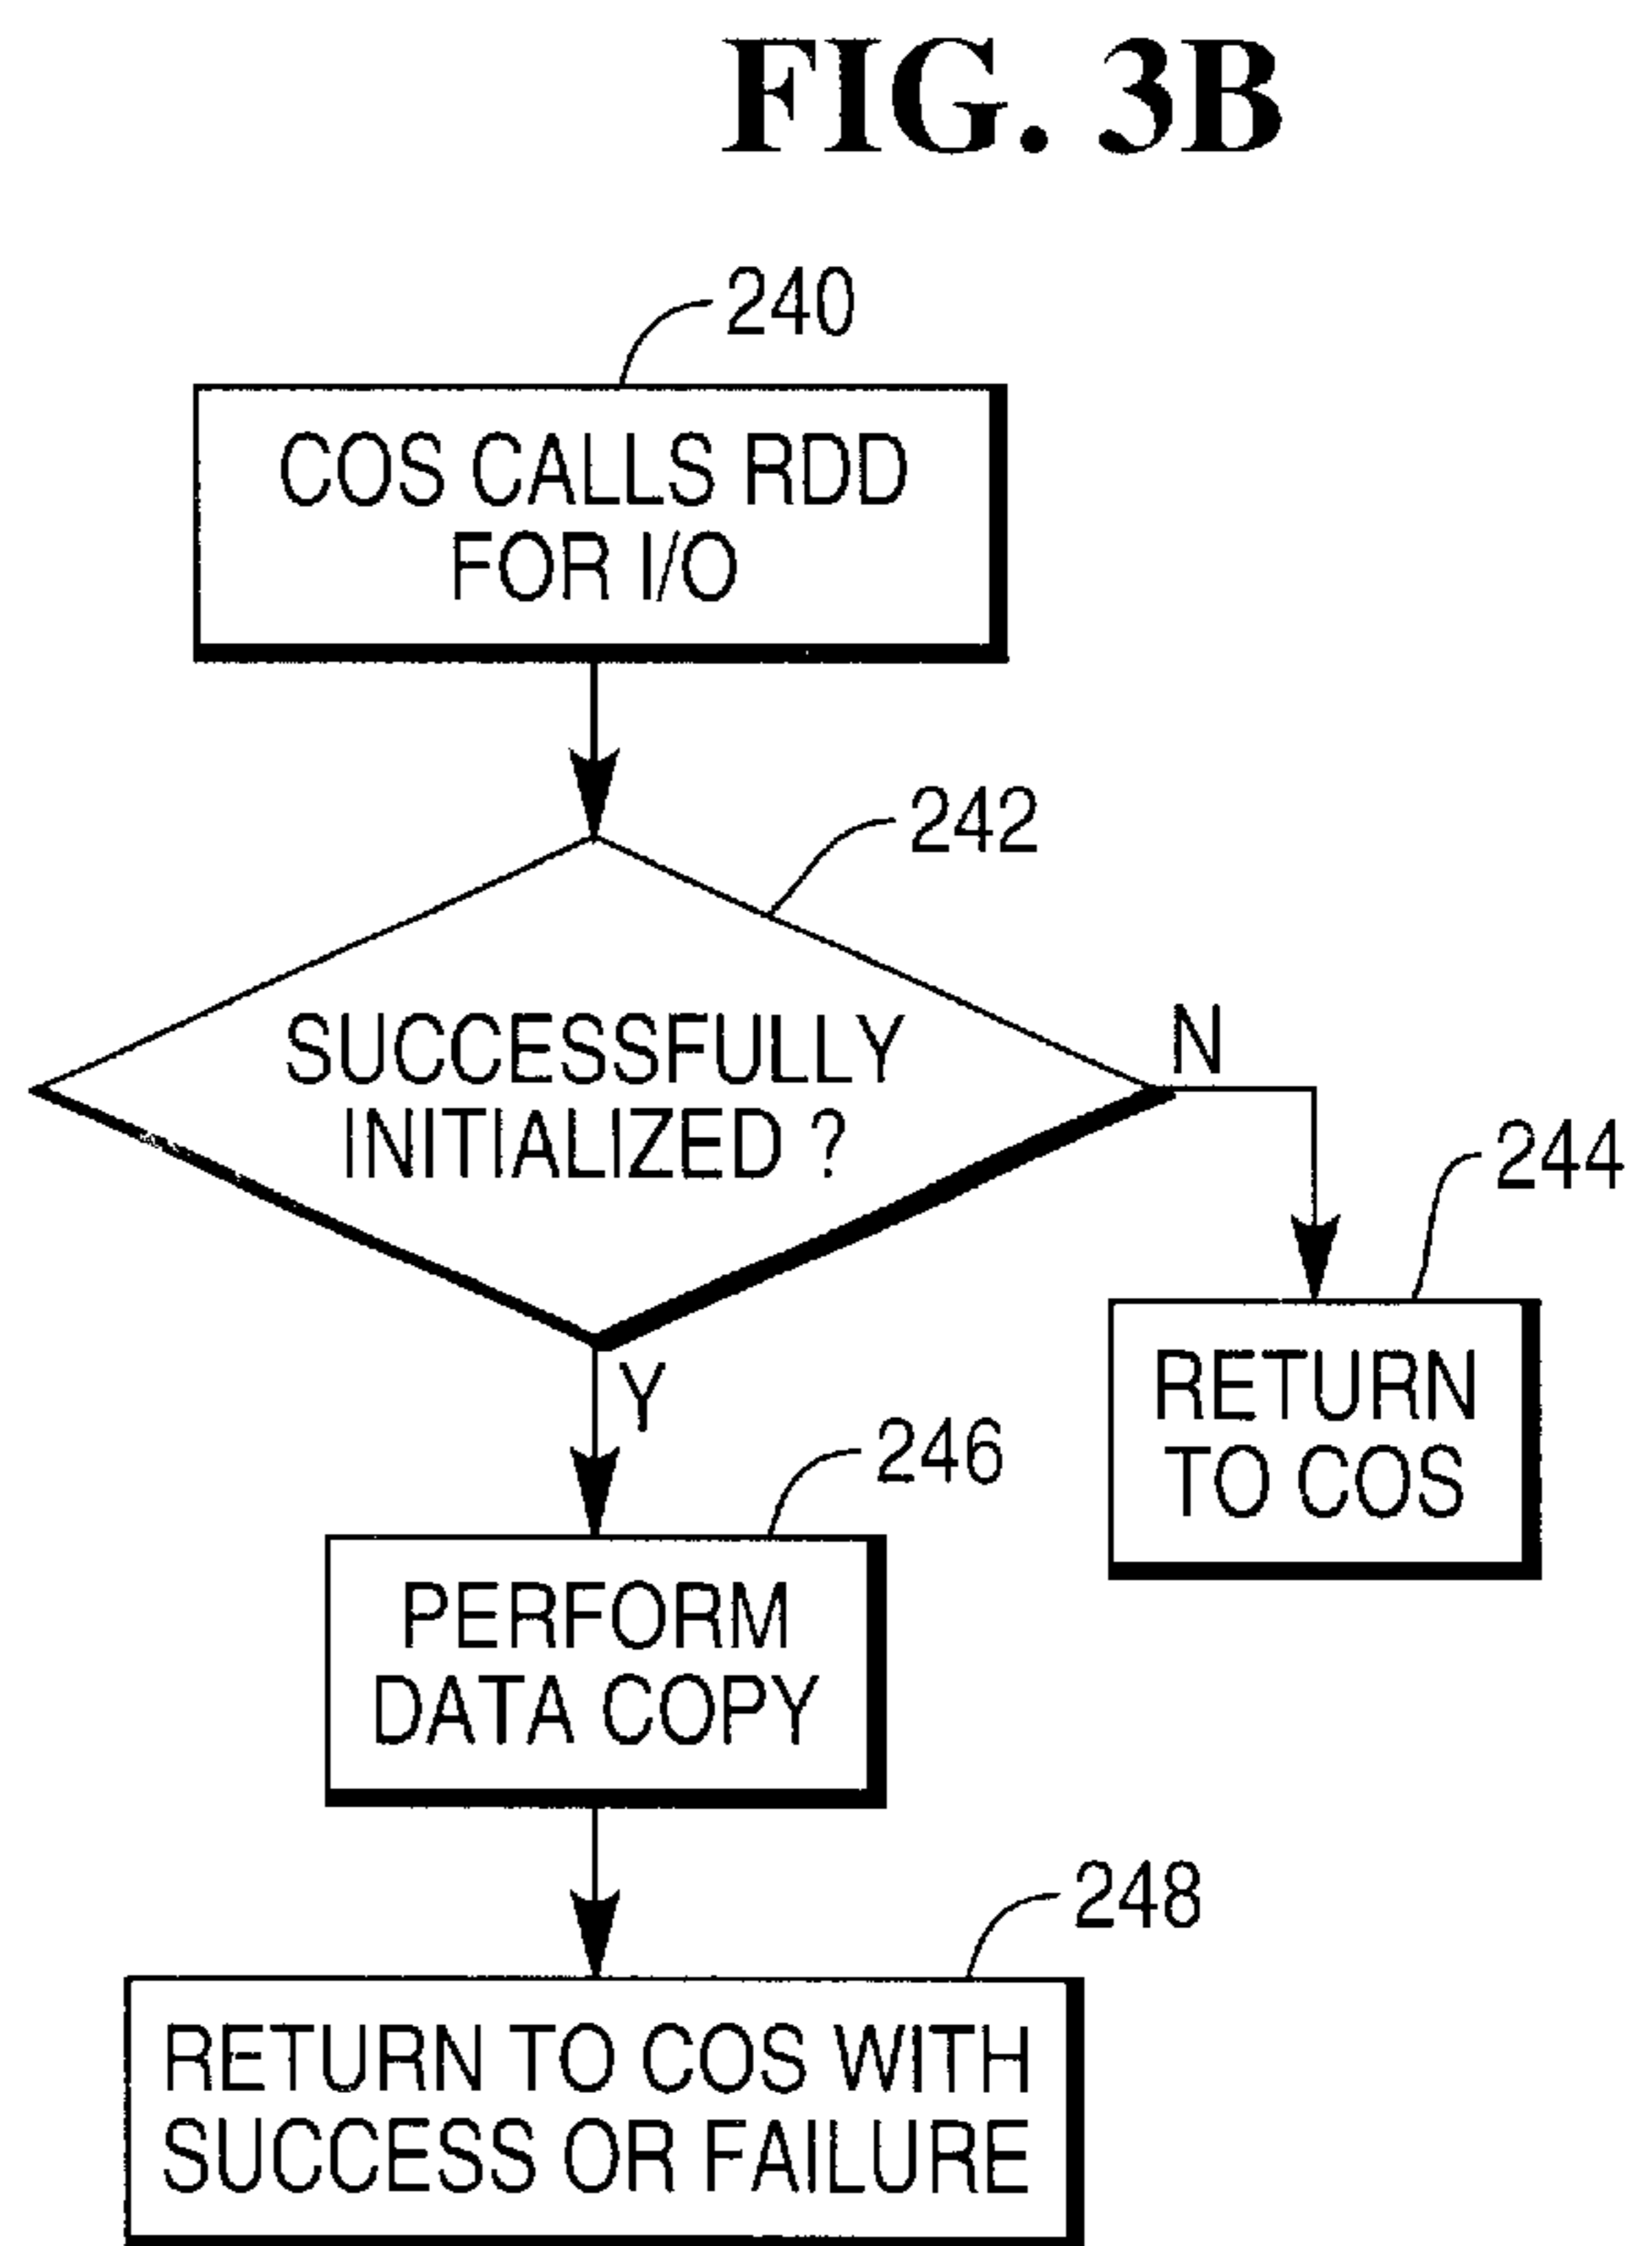 FIG. 3B
240
COS CALLS RDD
FOR I/O
242
SUCCESSFULLY
INITIALIZED ?
N
244
RETURN
TO COS
Y
246
PERFORM
DATA COPY
248
RETURN TO COS WITH
SUCCESS OR FAILURE